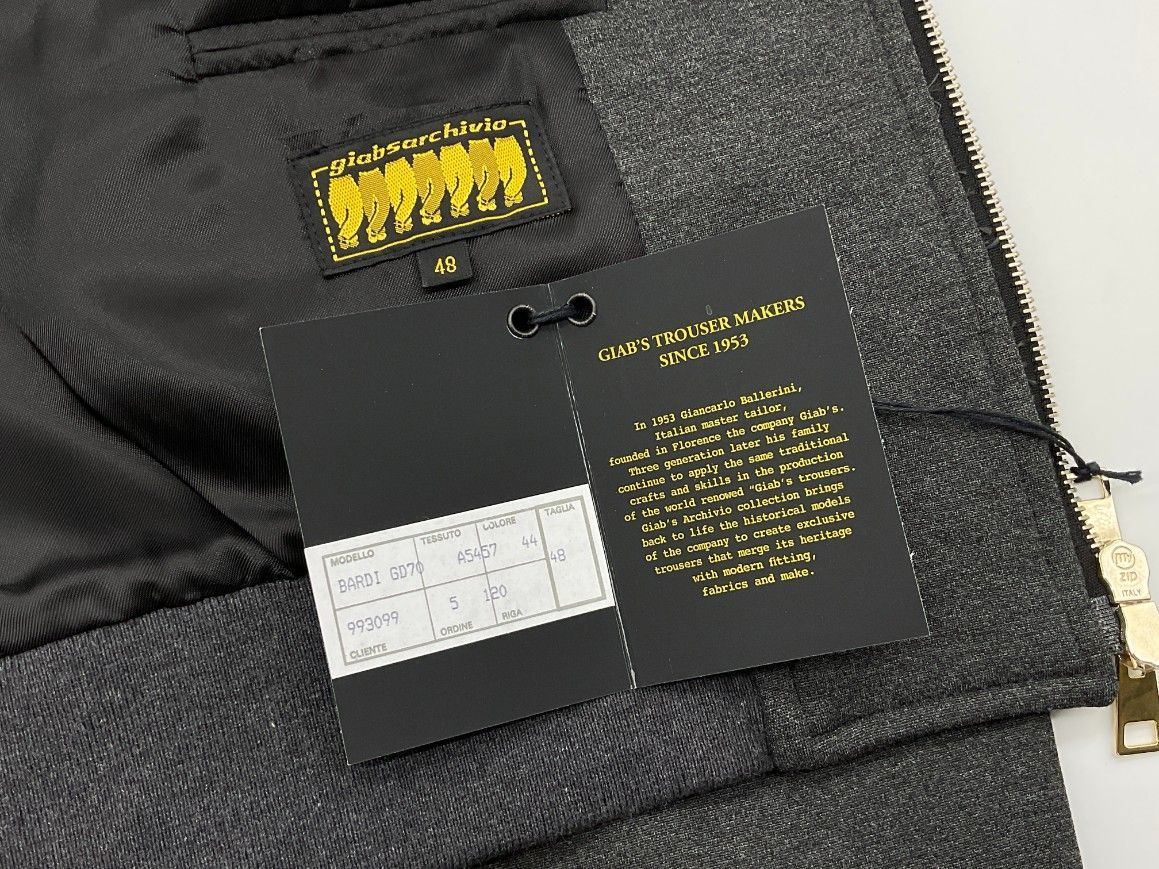 giabsarchivio
48
GIAB'S TROUSER MAKERS
SINCE 1953
In 1953 Giancarlo Ballerini,
Italian master tailor,
founded in Florence the company Giab's.
Three generation later his family
continue to apply the same traditional
crafts and skills in the production
of the world renowed "Giab's trousers.
Giab's Archivio collection brings
back to life the historical models
of the company to create exclusive
trousers that merge its heritage
with modern fitting,
fabrics and make.
MODELLO TESSUTO COLORE TAGLIA
BARDI GD70 A5457 44 48
993099 5 120
CLIENTE ORDINE RIGA
my
ZIP
ITALY